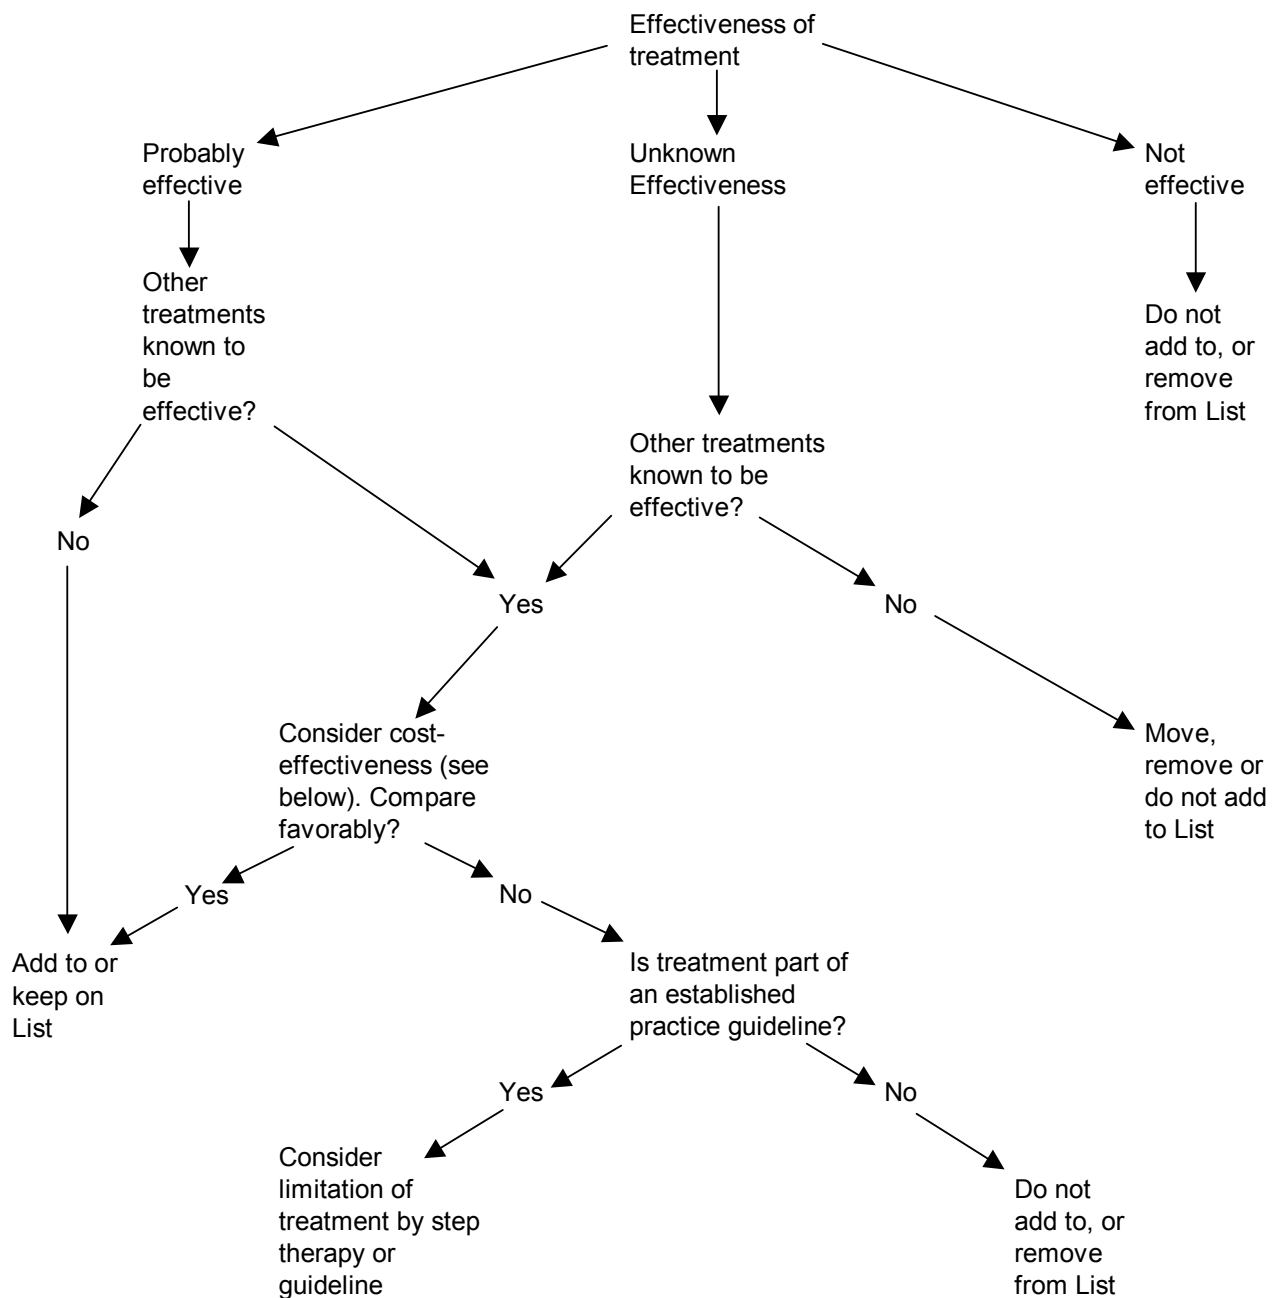 Effectiveness of
treatment
Probably
effective
Unknown
Effectiveness
Not
effective
Other
treatments
known to
be
effective?
Do not
add to, or
remove
from List
Other treatments
known to be
effective?
No
Yes
No
Consider cost-
effectiveness (see
below). Compare
favorably?
Move,
remove or
do not add
to List
Yes
No
Add to or
keep on
List
Is treatment part of
an established
practice guideline?
Yes
No
Consider
limitation of
treatment by step
therapy or
guideline
Do not
add to, or
remove
from List